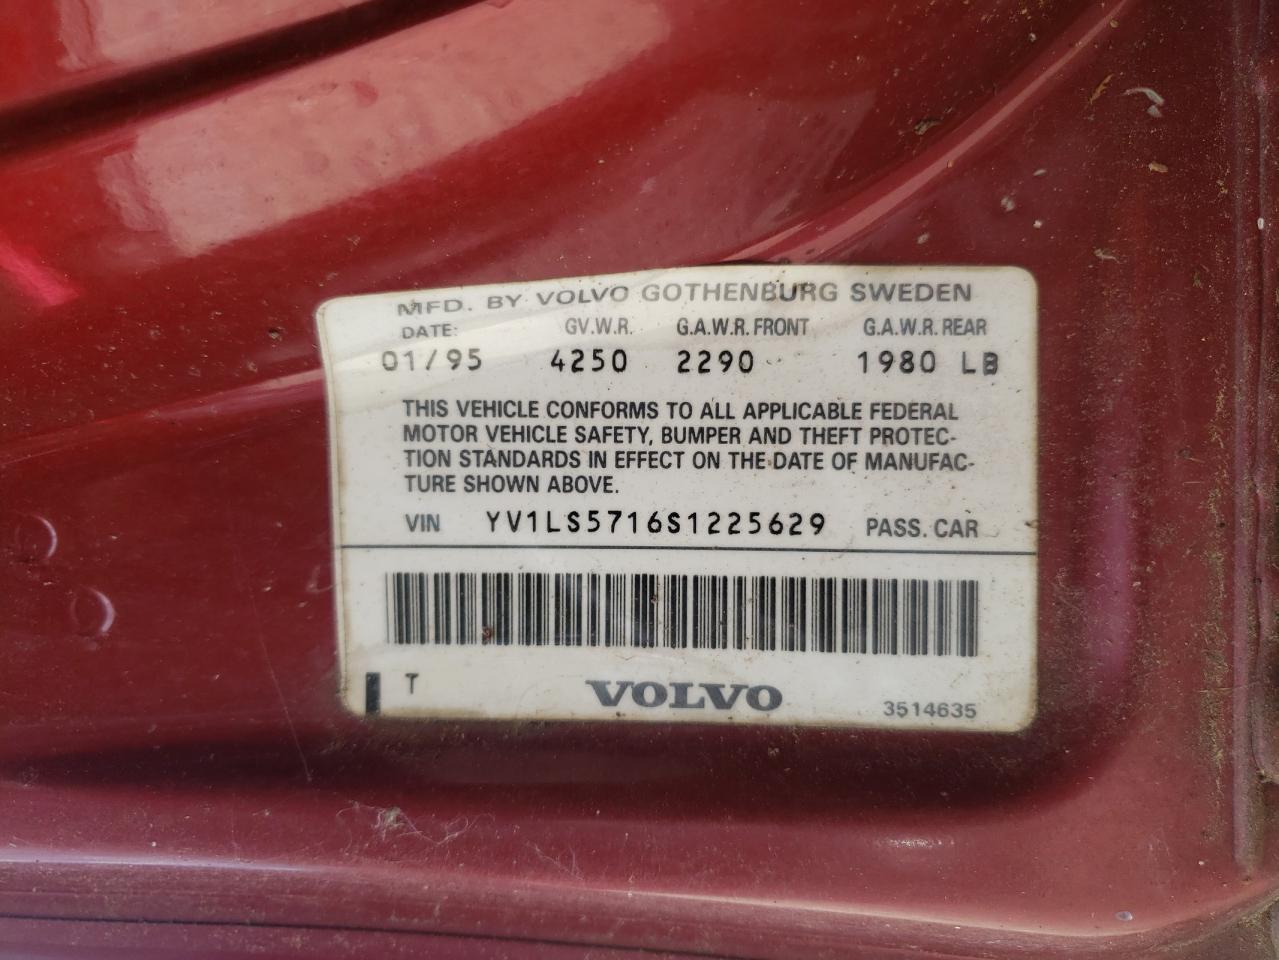 MFD. BY VOLVO GOTHENBURG SWEDEN
DATE: GV.W.R. G.A.W.R. FRONT G.A.W.R. REAR
01/95 4250 2290 1980 LB
THIS VEHICLE CONFORMS TO ALL APPLICABLE FEDERAL
MOTOR VEHICLE SAFETY, BUMPER AND THEFT PROTEC-
TION STANDARDS IN EFFECT ON THE DATE OF MANUFAC-
TURE SHOWN ABOVE.
VIN YV1LS5716S1225629 PASS. CAR
T VOLVO 3514635